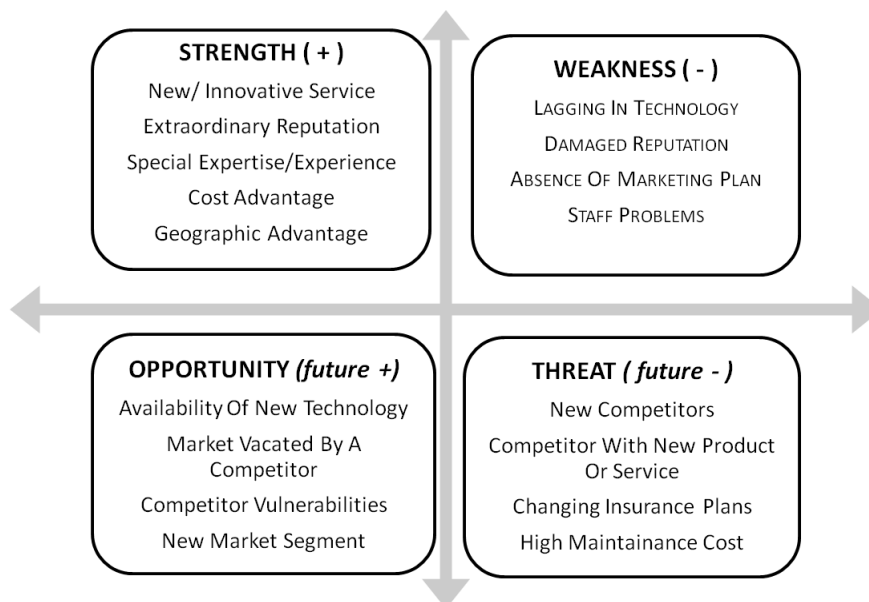 STRENGTH ( + )
New/ Innovative Service
Extraordinary Reputation
Special Expertise/Experience
Cost Advantage
Geographic Advantage
WEAKNESS ( - )
LAGGING IN TECHNOLOGY
DAMAGED REPUTATION
ABSENCE OF MARKETING PLAN
STAFF PROBLEMS
OPPORTUNITY (future +)
Availability Of New Technology
Market Vacated By A
Competitor
Competitor Vulnerabilities
New Market Segment
THREAT ( future - )
New Competitors
Competitor With New Product
Or Service
Changing Insurance Plans
High Maintainance Cost